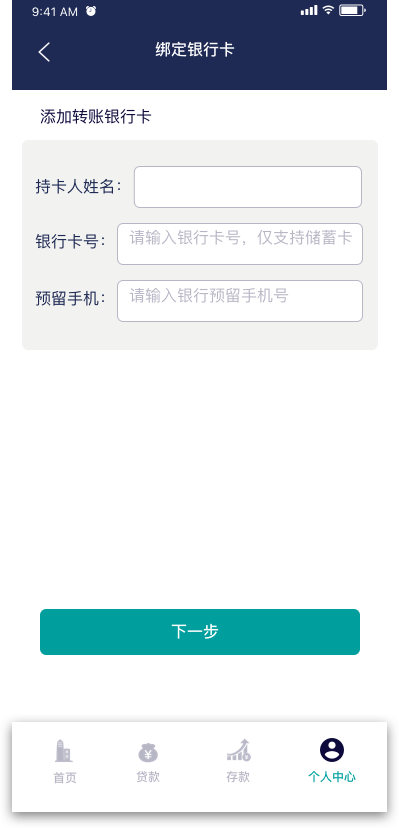 9:41 AM
绑定银行卡
添加转账银行卡
持卡人姓名：
银行卡号： 请输入银行卡号，仅支持储蓄卡
预留手机： 请输入银行预留手机号
下一步
首页 贷款 存款 个人中心